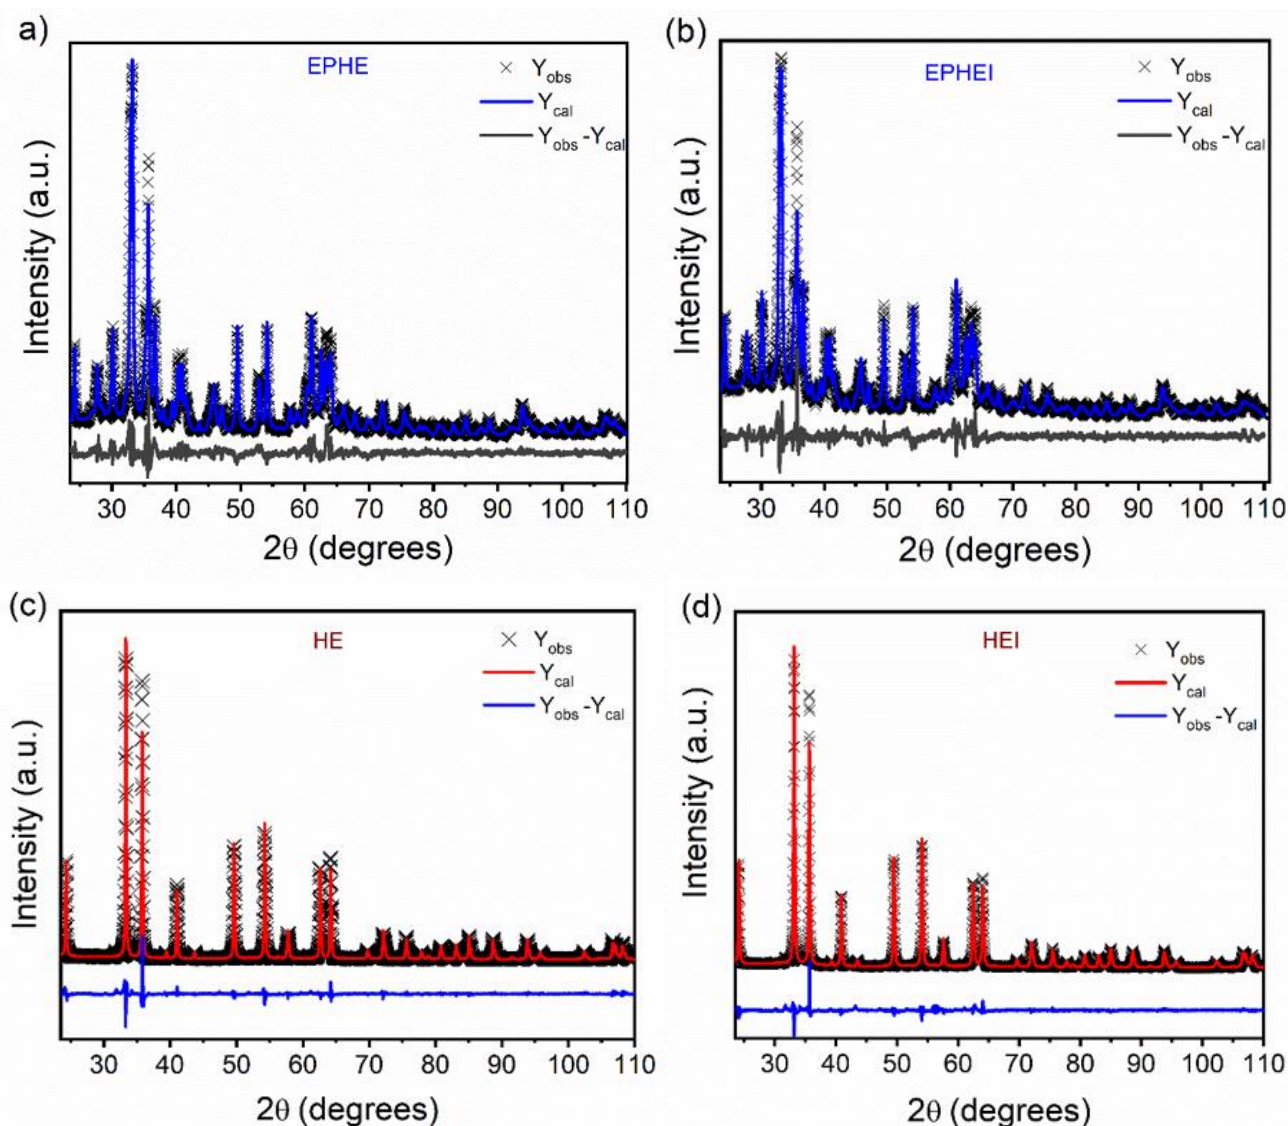 a)
EPHE
Y_obs
Y_cal
Y_obs -Y_cal
Intensity (a.u.)
30 40 50 60 70 80 90 100 110
2θ (degrees)
(b)
EPHEI
Y_obs
Y_cal
Y_obs -Y_cal
Intensity (a.u.)
30 40 50 60 70 80 90 100 110
2θ (degrees)
(c)
HE
Y_obs
Y_cal
Y_obs -Y_cal
Intensity (a.u.)
30 40 50 60 70 80 90 100 110
2θ (degrees)
(d)
HEI
Y_obs
Y_cal
Y_obs -Y_cal
Intensity (a.u.)
30 40 50 60 70 80 90 100 110
2θ (degrees)